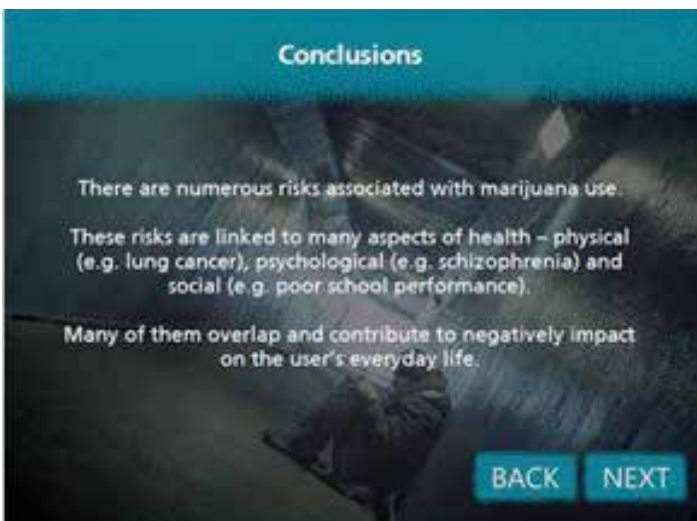 Conclusions
There are numerous risks associated with marijuana use.
These risks are linked to many aspects of health – physical
(e.g. lung cancer), psychological (e.g. schizophrenia) and
social (e.g. poor school performance).
Many of them overlap and contribute to negatively impact
on the user's everyday life.
BACK NEXT